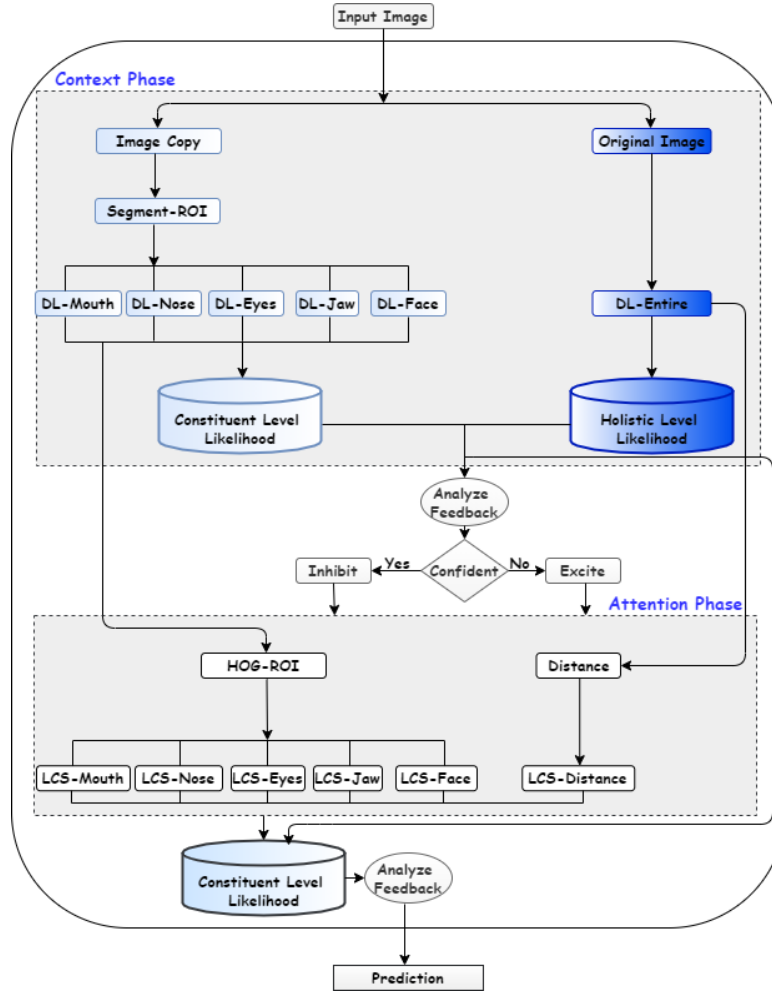 Input Image
Context Phase
Image Copy
Original Image
Segment-ROI
DL-Mouth
DL-Nose
DL-Eyes
DL-Jaw
DL-Face
DL-Entire
Constituent Level
Likelihood
Holistic Level
Likelihood
Analyze
Feedback
Inhibit
Yes
Confident
No
Excite
Attention Phase
HOG-ROI
Distance
LCS-Mouth
LCS-Nose
LCS-Eyes
LCS-Jaw
LCS-Face
LCS-Distance
Constituent Level
Likelihood
Analyze
Feedback
Prediction